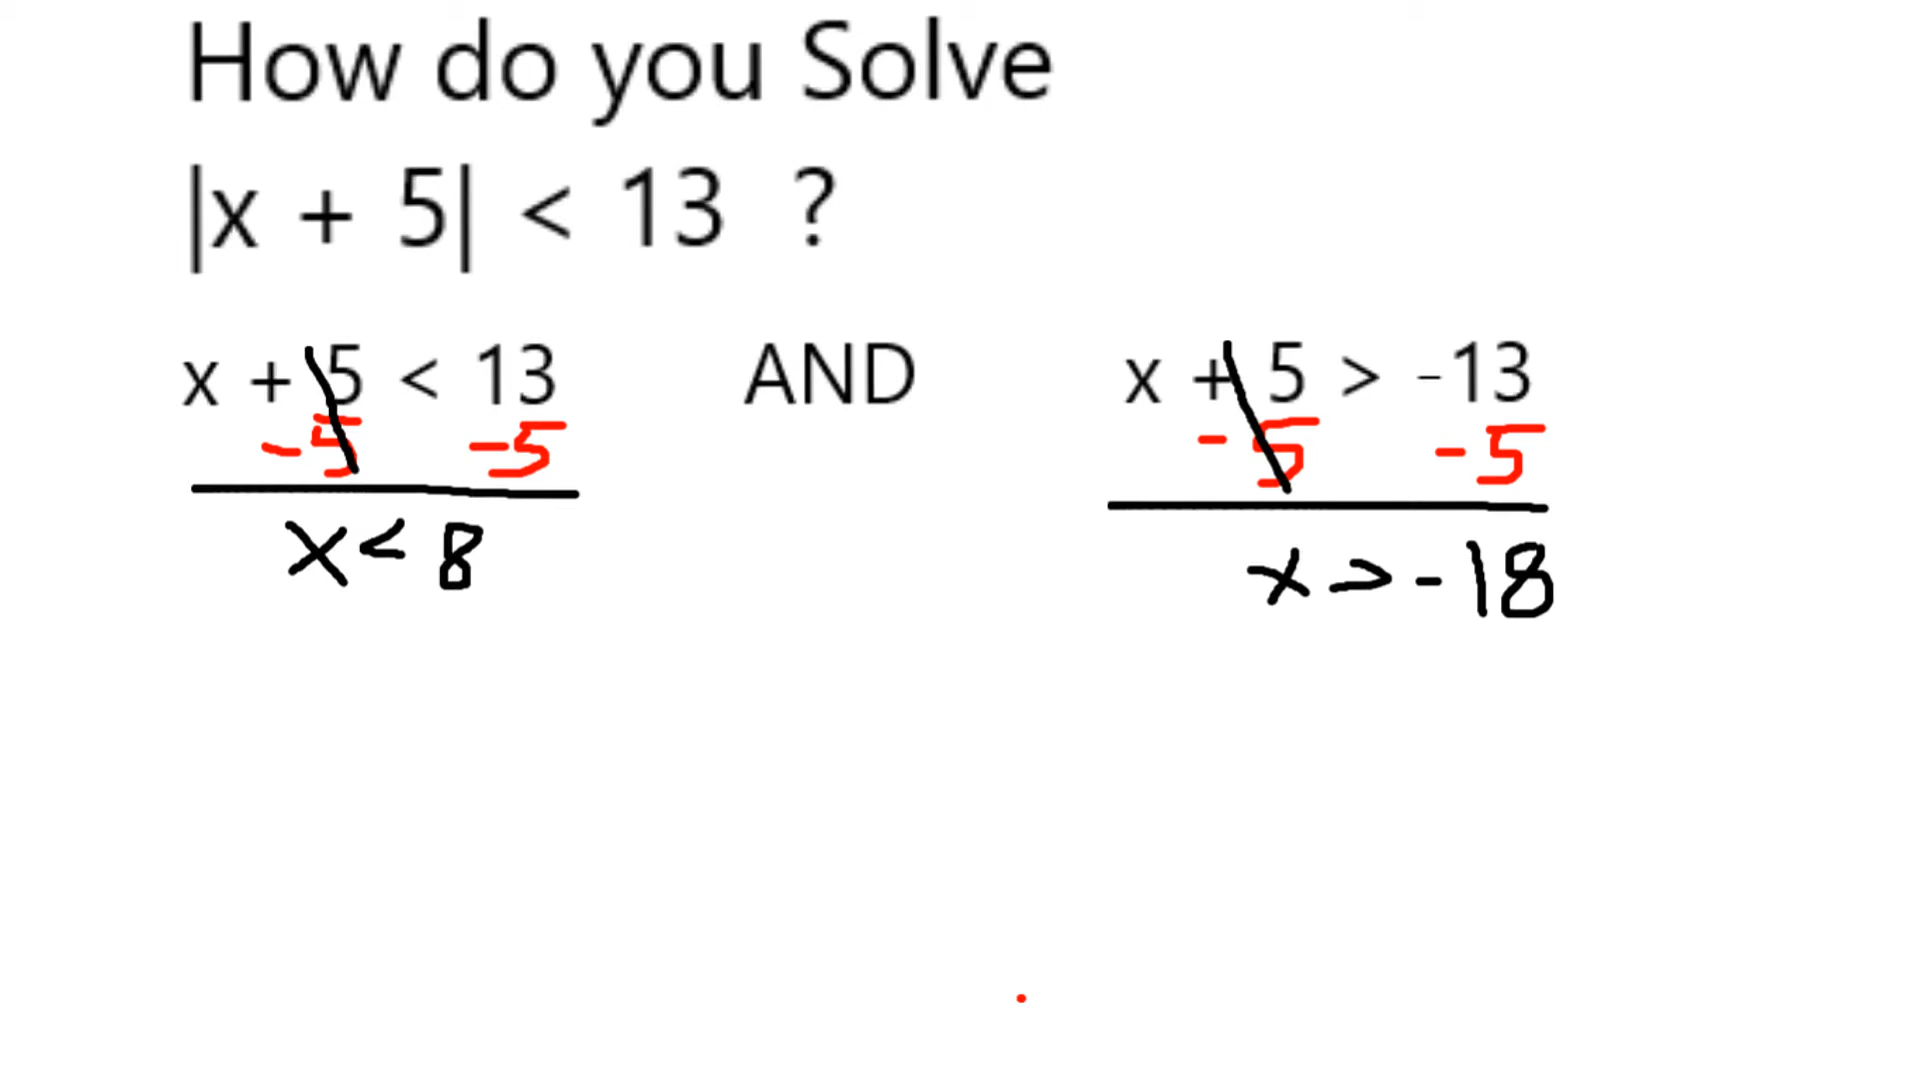 How do you Solve
|x + 5| < 13 ?
x + 5 < 13 AND x + 5 > -13
-5 -5 -5 -5
x < 8 x > -18